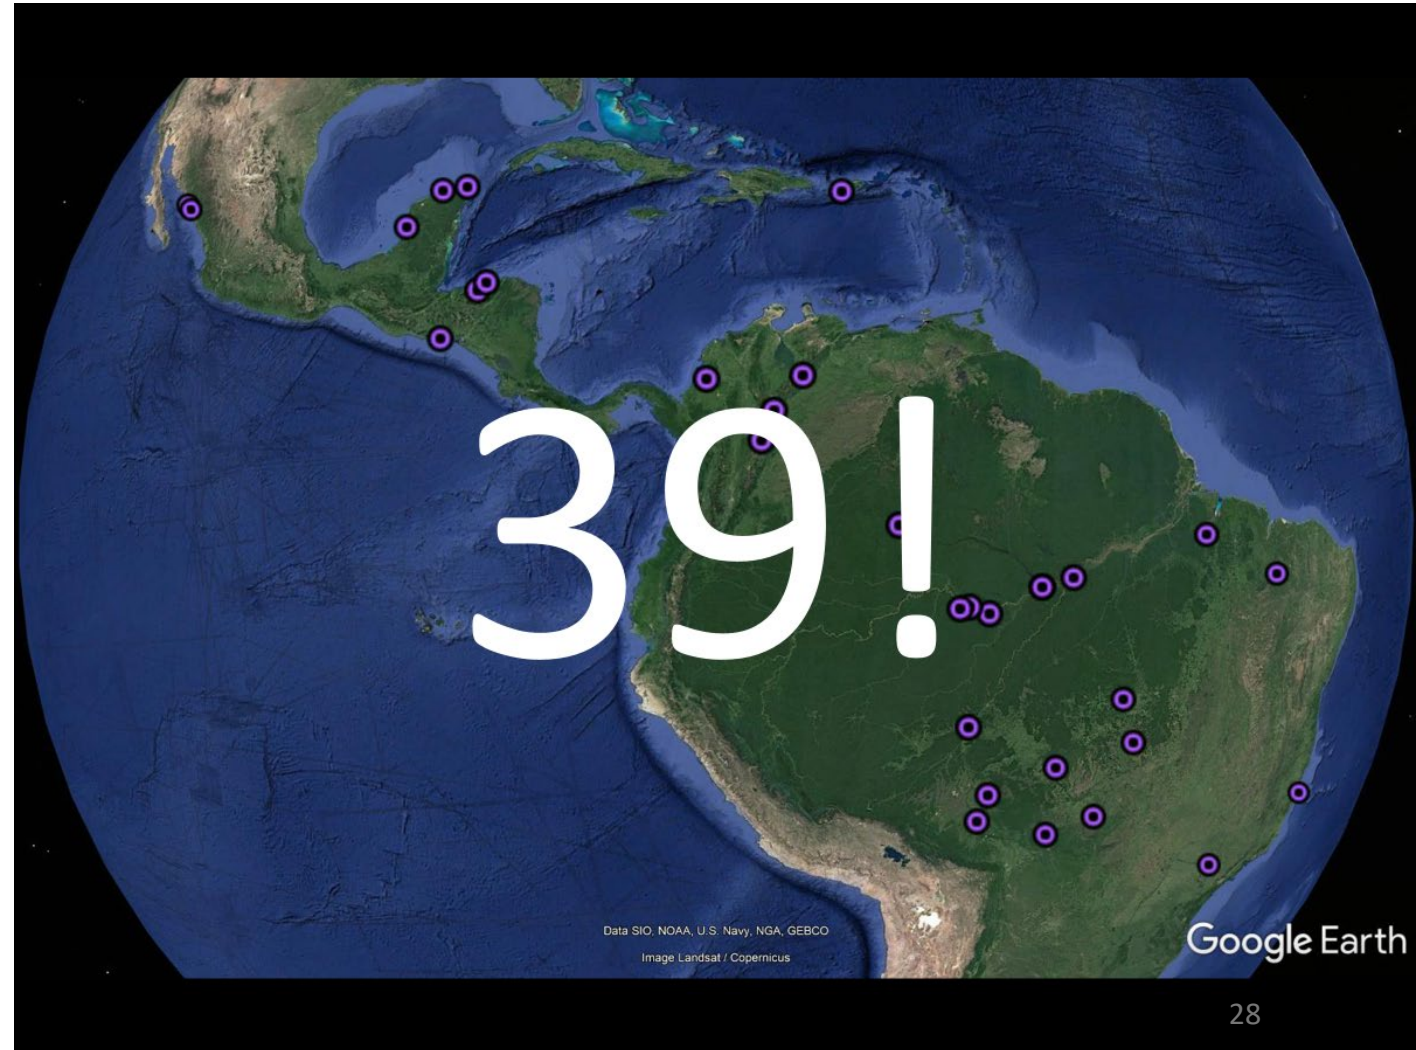 39!
Data SIO, NOAA, U.S. Navy, NGA, GEBCO
Image Landsat / Copernicus
Google Earth
28